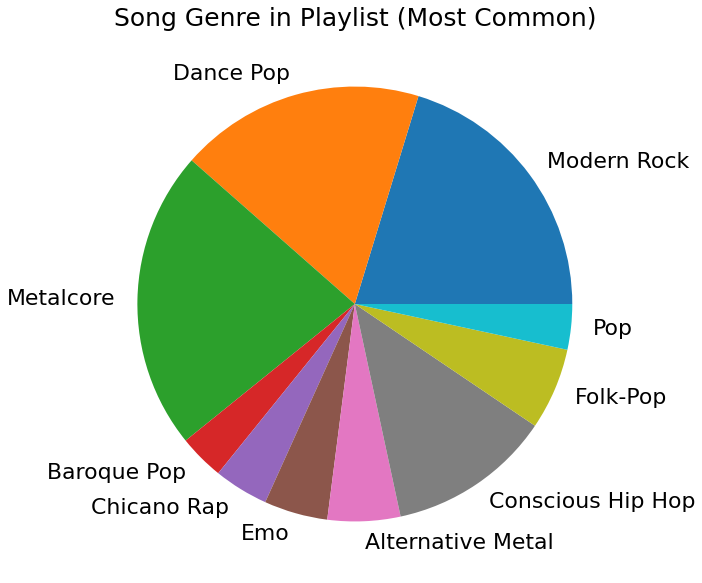 Song Genre in Playlist (Most Common)
Dance Pop
Modern Rock
Metalcore
Pop
Folk-Pop
Baroque Pop
Conscious Hip Hop
Chicano Rap
Emo
Alternative Metal